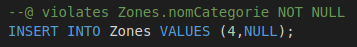 --@ violates Zones.nomCategorie NOT NULL
INSERT INTO Zones VALUES (4,NULL);